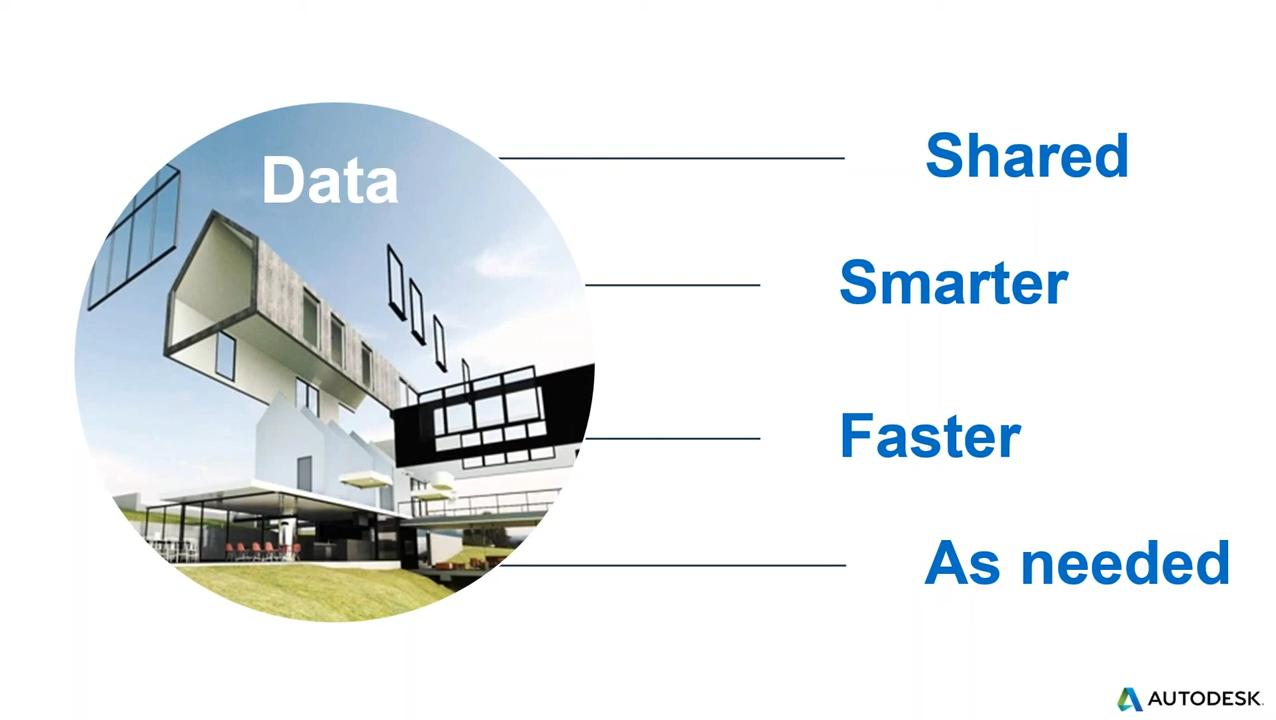 Data
Shared
Smarter
Faster
As needed
AUTODESK.